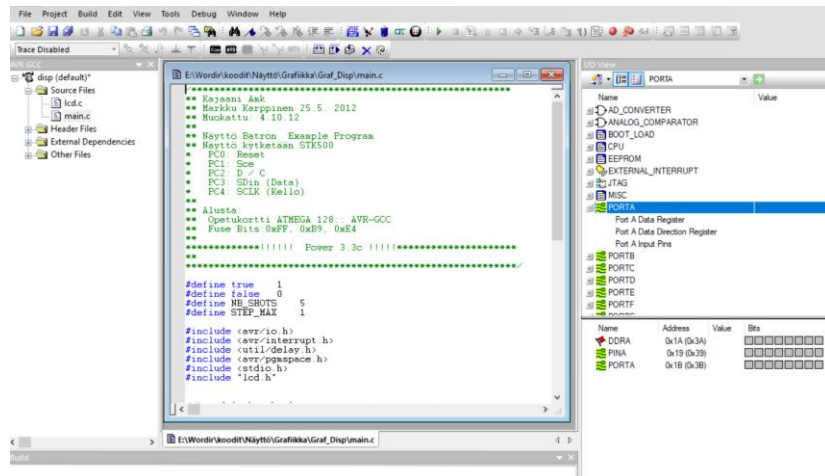 File Project Build Edit View Tools Debug Window Help
Trace Disabled
AVR GCC
disp (default)*
Source Files
lcd.c
main.c
Header Files
External Dependencies
Other Files
E:\Wordir\koodit\Näyttö\Grafiikka\Graf_Disp\main.c
/***************************************************************
** Kajaani Amk
** Markku Karppinen 25.5. 2012
** Muokattu: 4.10.12
**
** Näyttö Batron Example Program
** Näyttö kytketään STK500
* PC0: Reset
* PC1: Sce
* PC2: D / C
* PC3: SDin (Data)
* PC4: SCLK (Kello)
**
** Alusta:
** Opetukortti ATMEGA 128:: AVR-GCC
** Fuse Bits:0xFF, 0xB9, 0xE4
**
**************!!!!!! Power 3.3c !!!!!***********************
**
***************************************************************/
#define true 1
#define false 0
#define NB_SHOTS 5
#define STEP_MAX 1
#include <avr/io.h>
#include <avr/interrupt.h>
#include <util/delay.h>
#include <avr/pgmspace.h>
#include <stdio.h>
#include "lcd.h"
E:\Wordir\koodit\Näyttö\Grafiikka\Graf_Disp\main.c
Build
I/O View
PORTA
Name Value
AD_CONVERTER
ANALOG_COMPARATOR
BOOT_LOAD
CPU
EEPROM
EXTERNAL_INTERRUPT
JTAG
MISC
PORTA
Port A Data Register
Port A Data Direction Register
Port A Input Pins
PORTB
PORTC
PORTD
PORTE
PORTF
Name Address Value Bits
DDRA 0x1A (0x3A)
PINA 0x19 (0x39)
PORTA 0x1B (0x3B)